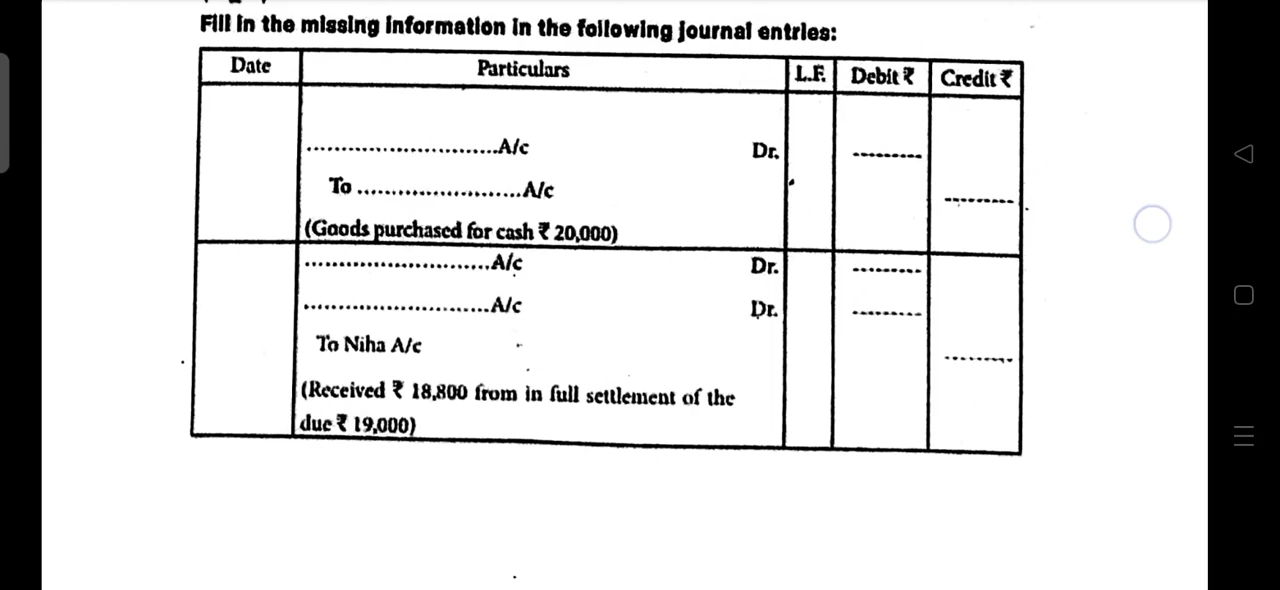 Fill in the missing information in the following journal entries:
Date Particulars L.F. Debit ₹ Credit ₹
............................A/c Dr. ..........
To ........................A/c ..........
(Goods purchased for cash ₹ 20,000)
...........................A/c Dr. ..........
...........................A/c Dr. ..........
To Niha A/c ..........
(Received ₹ 18,800 from in full settlement of the
due ₹ 19,000)